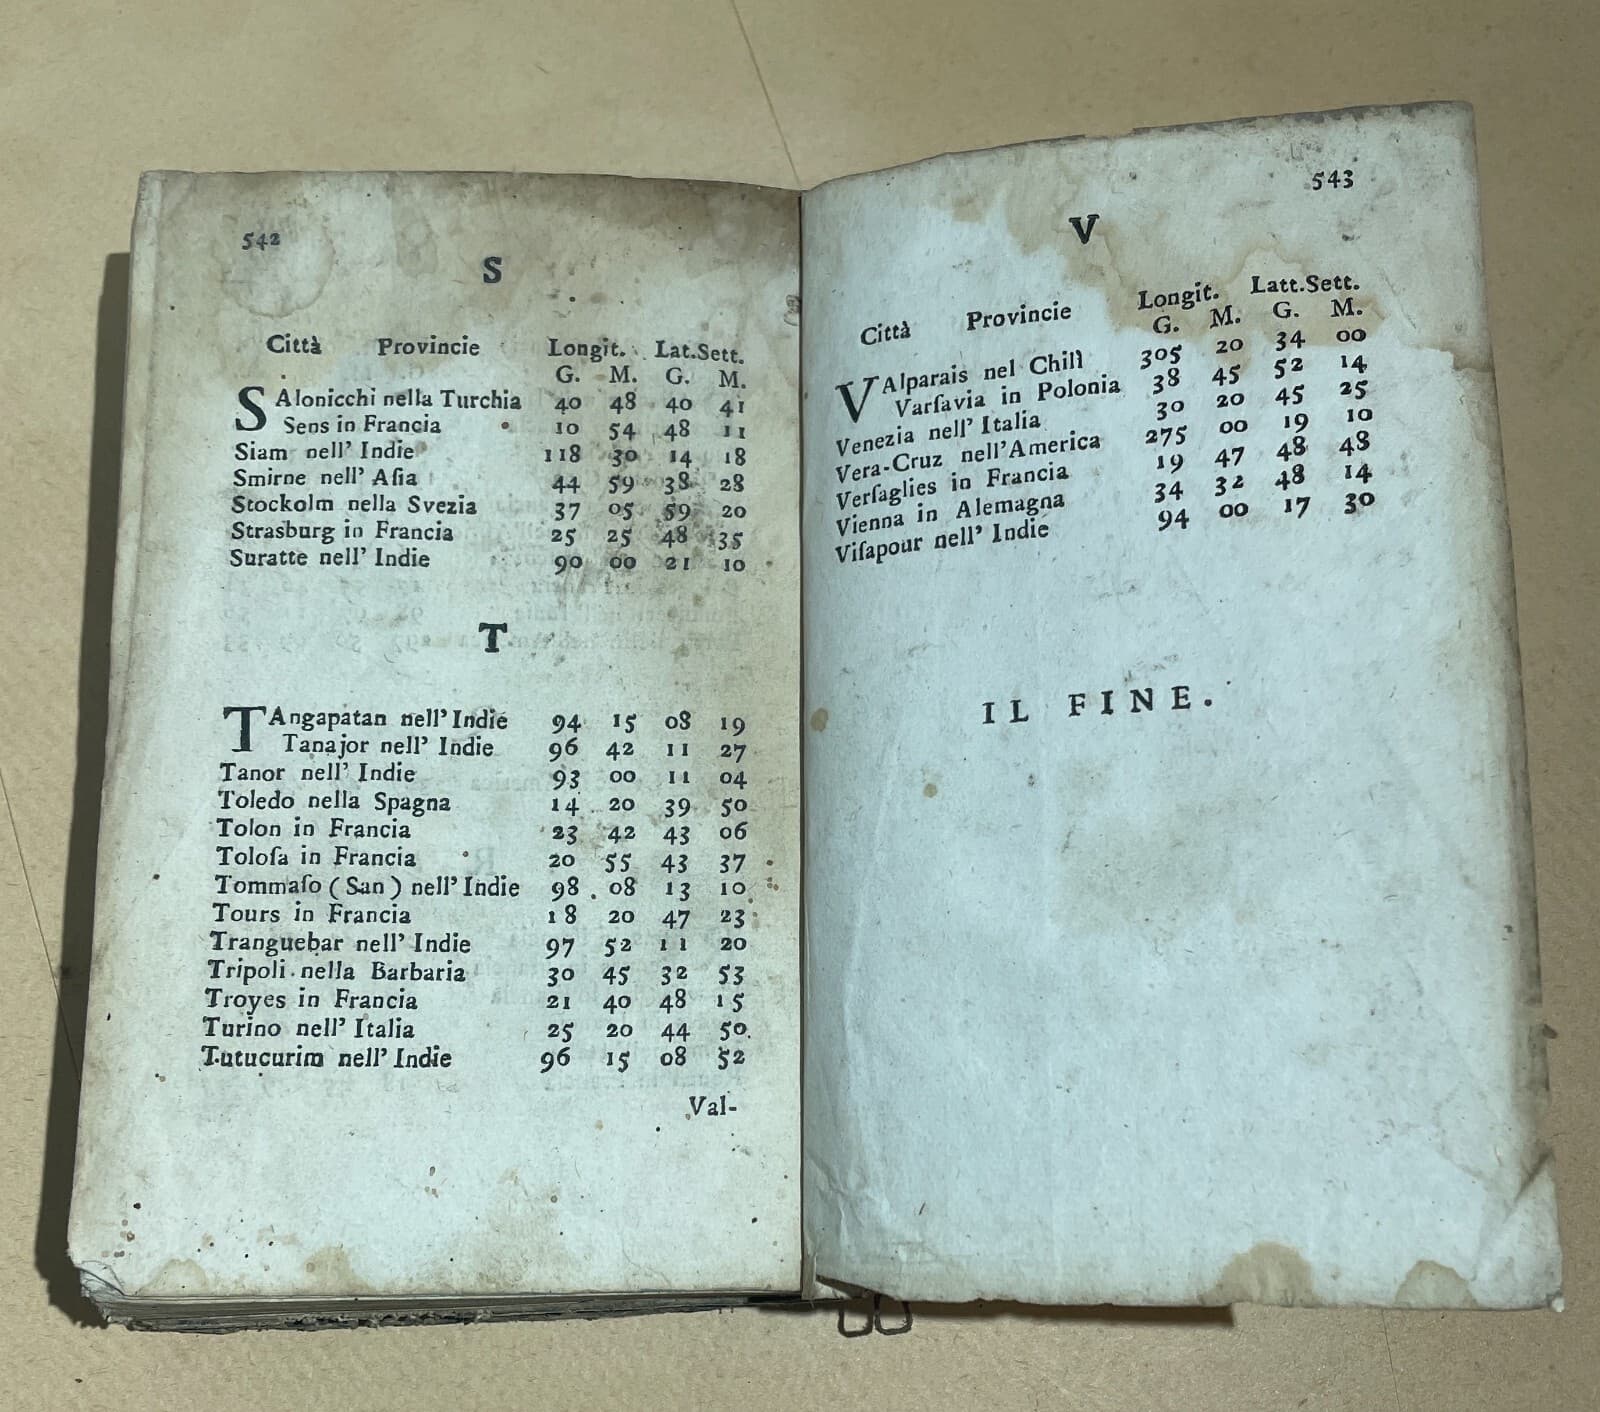 542
S
Città Provincie Longit. Lat.Sett.
G. M. G. M.
SAlonicchi nella Turchia 40 48 40 41
Sens in Francia 10 54 48 11
Siam nell' Indie 118 30 14 18
Smirne nell' Aſia 44 59 38 28
Stockolm nella Svezia 37 05 59 20
Strasburg in Francia 25 25 48 35
Suratte nell' Indie 90 00 21 10
T
TAngapatan nell' Indie 94 15 08 19
Tanajor nell' Indie 96 42 11 27
Tanor nell' Indie 93 00 11 04
Toledo nella Spagna 14 20 39 50
Tolon in Francia 23 42 43 06
Toloſa in Francia 20 55 43 37
Tommaſo (San) nell' Indie 98 08 13 10
Tours in Francia 18 20 47 23
Tranguebar nell' Indie 97 52 11 20
Tripoli nella Barbaria 30 45 32 53
Troyes in Francia 21 40 48 15
Turino nell' Italia 25 20 44 50
Tutucurim nell' Indie 96 15 08 52
Val-
543
V
Città Provincie Longit. Latt.Sett.
G. M. G. M.
VAlparais nel Chilì 305 20 34 00
Varſavia in Polonia 38 45 52 14
Venezia nell' Italia 30 20 45 25
Vera-Cruz nell'America 275 00 19 10
Verſaglies in Francia 19 47 48 48
Vienna in Alemagna 34 32 48 14
Viſapour nell' Indie 94 00 17 30
IL FINE.